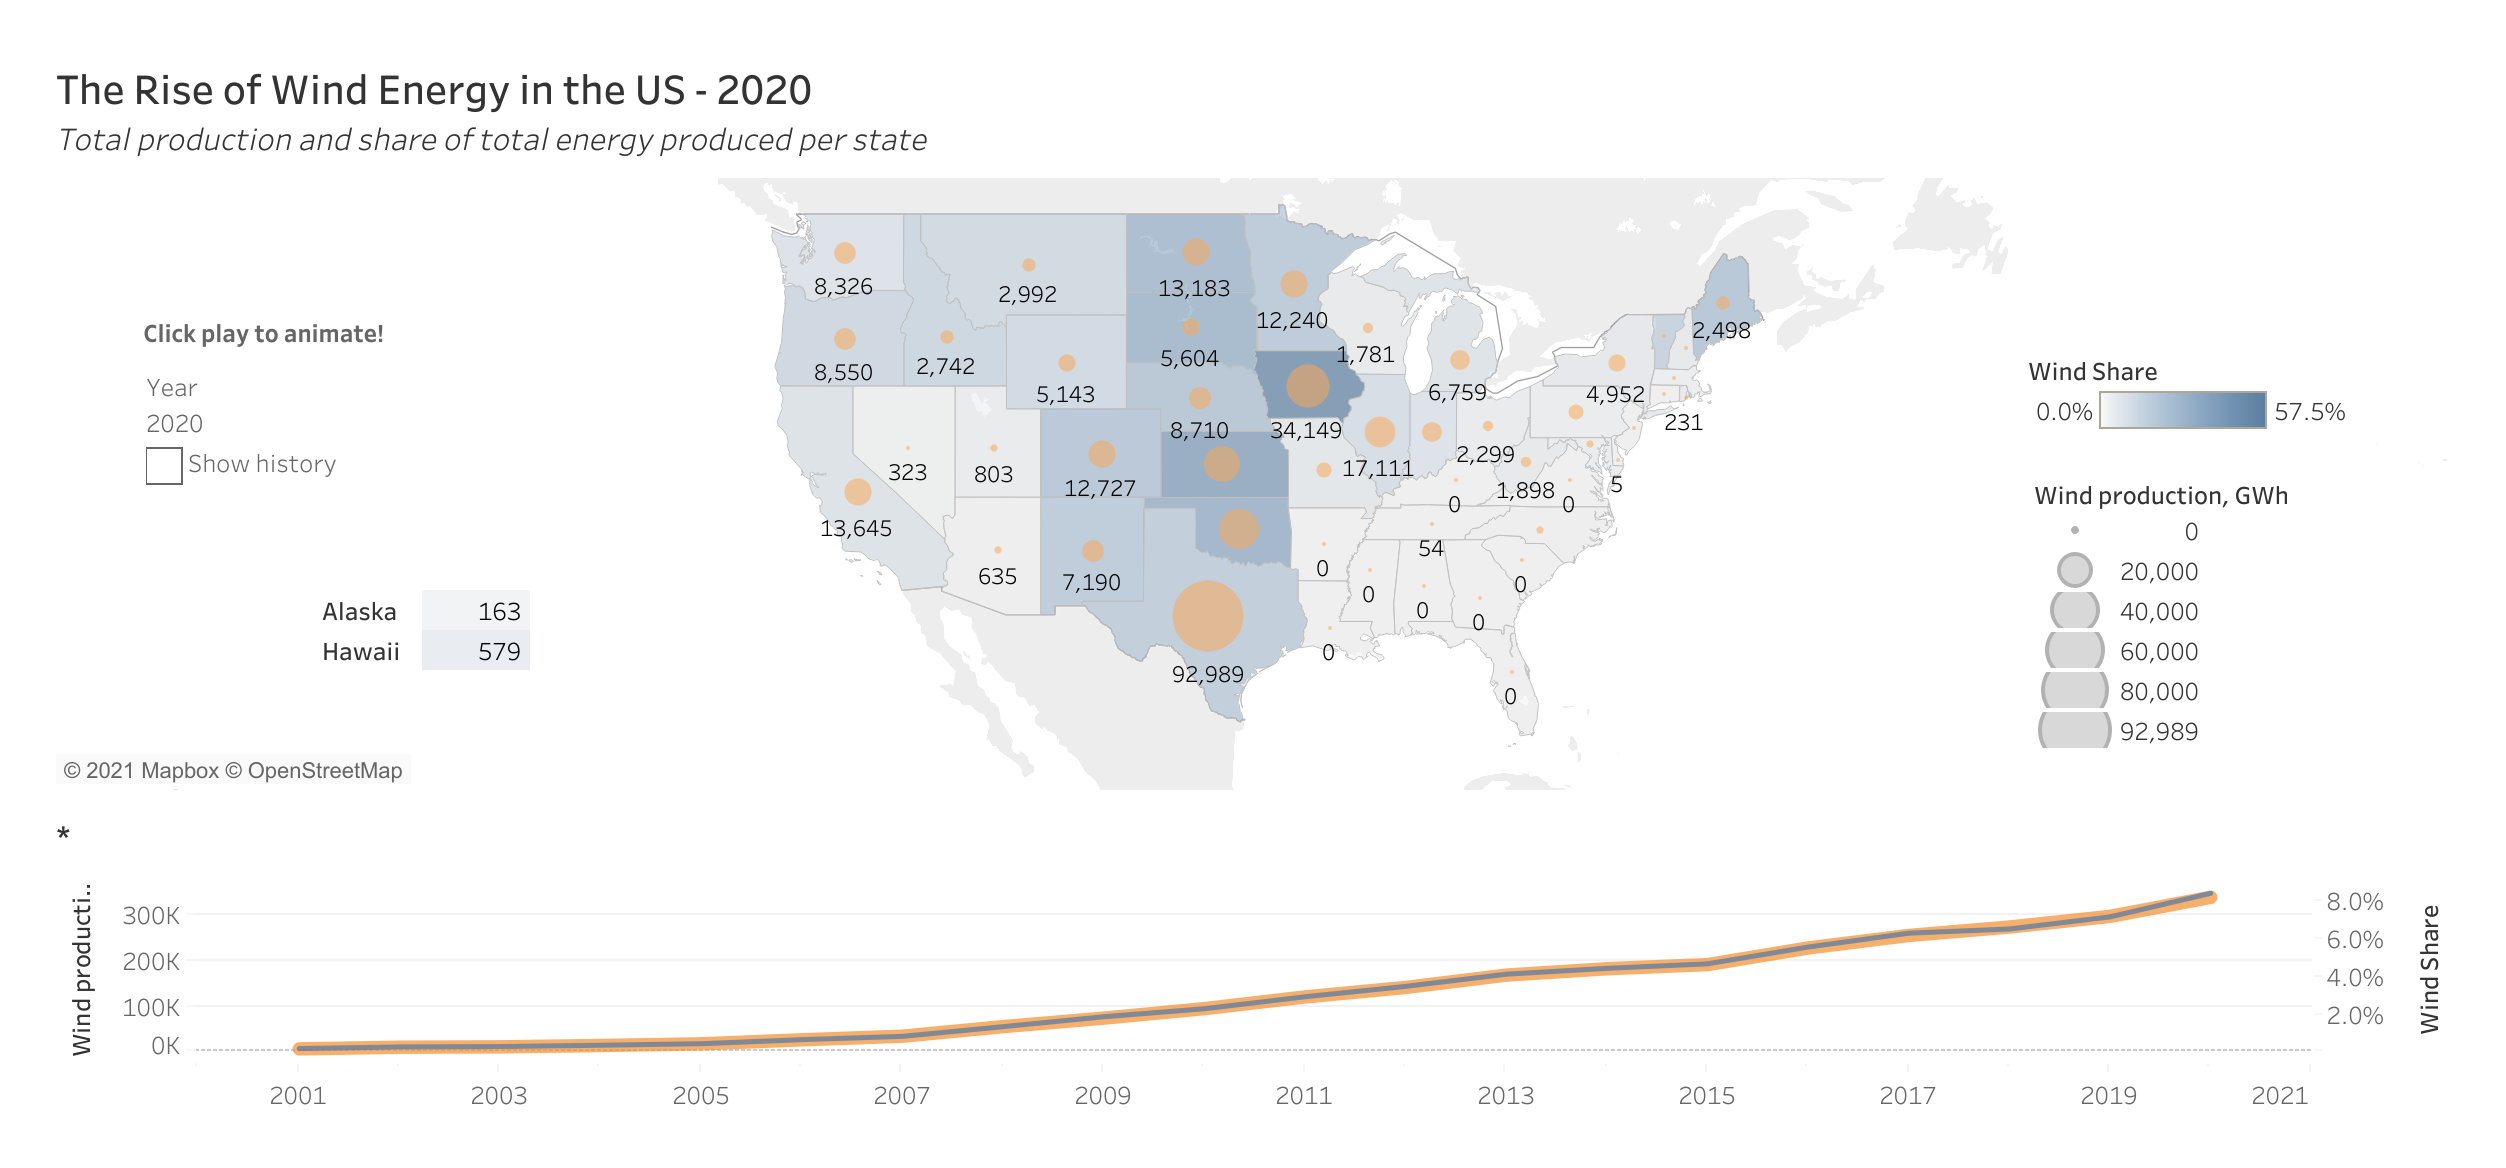 The Rise of Wind Energy in the US - 2020
Total production and share of total energy produced per state
Click play to animate!
Year
2020
Show history
Alaska 163
Hawaii 579
8,326
2,992
13,183
12,240
2,498
8,550
2,742
5,143
5,604
1,781
6,759
4,952
231
8,710
34,149
323
803
12,727
17,111
2,299
1,898
0
0
5
13,645
635
7,190
0
54
0
0
0
0
92,989
0
0
Wind Share
0.0% 57.5%
Wind production, GWh
0
20,000
40,000
60,000
80,000
92,989
© 2021 Mapbox © OpenStreetMap
*
Wind producti..
300K
200K
100K
0K
8.0%
6.0%
4.0%
2.0%
Wind Share
2001 2003 2005 2007 2009 2011 2013 2015 2017 2019 2021